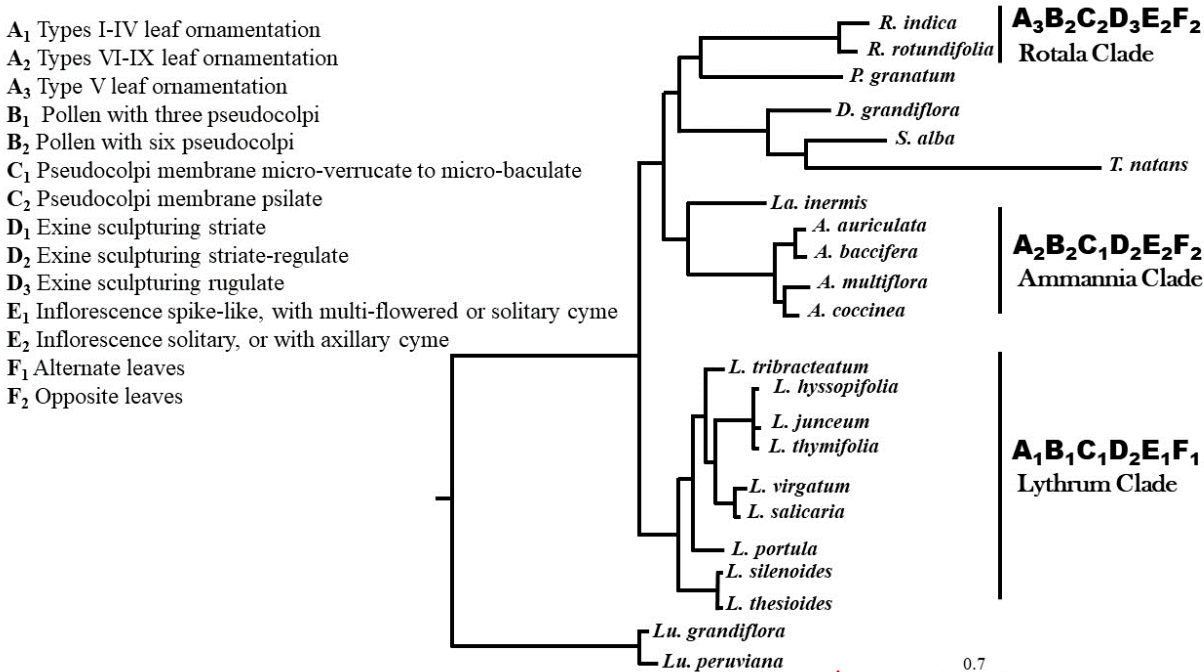 A₁ Types I-IV leaf ornamentation
A₂ Types VI-IX leaf ornamentation
A₃ Type V leaf ornamentation
B₁ Pollen with three pseudocolpi
B₂ Pollen with six pseudocolpi
C₁ Pseudocolpi membrane micro-verrucate to micro-baculate
C₂ Pseudocolpi membrane psilate
D₁ Exine sculpturing striate
D₂ Exine sculpturing striate-regulate
D₃ Exine sculpturing rugulate
E₁ Inflorescence spike-like, with multi-flowered or solitary cyme
E₂ Inflorescence solitary, or with axillary cyme
F₁ Alternate leaves
F₂ Opposite leaves
R. indica
R. rotundifolia
P. granatum
D. grandiflora
S. alba
T. natans
La. inermis
A. auriculata
A. baccifera
A. multiflora
A. coccinea
L. tribracteatum
L. hyssopifolia
L. junceum
L. thymifolia
L. virgatum
L. salicaria
L. portula
L. silenoides
L. thesioides
Lu. grandiflora
Lu. peruviana
A₃B₂C₂D₃E₂F₂
Rotala Clade
A₂B₂C₁D₂E₂F₂
Ammannia Clade
A₁B₁C₁D₂E₁F₁
Lythrum Clade
0.7